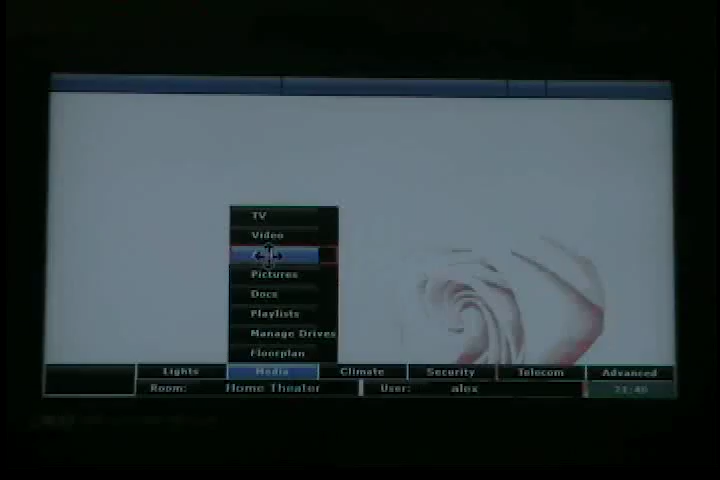 TV
Video
Pictures
Docs
Playlists
Manage Drives
Floorplan
Lights Media Climate Security Telecom Advanced
Room: Home Theater User: alex